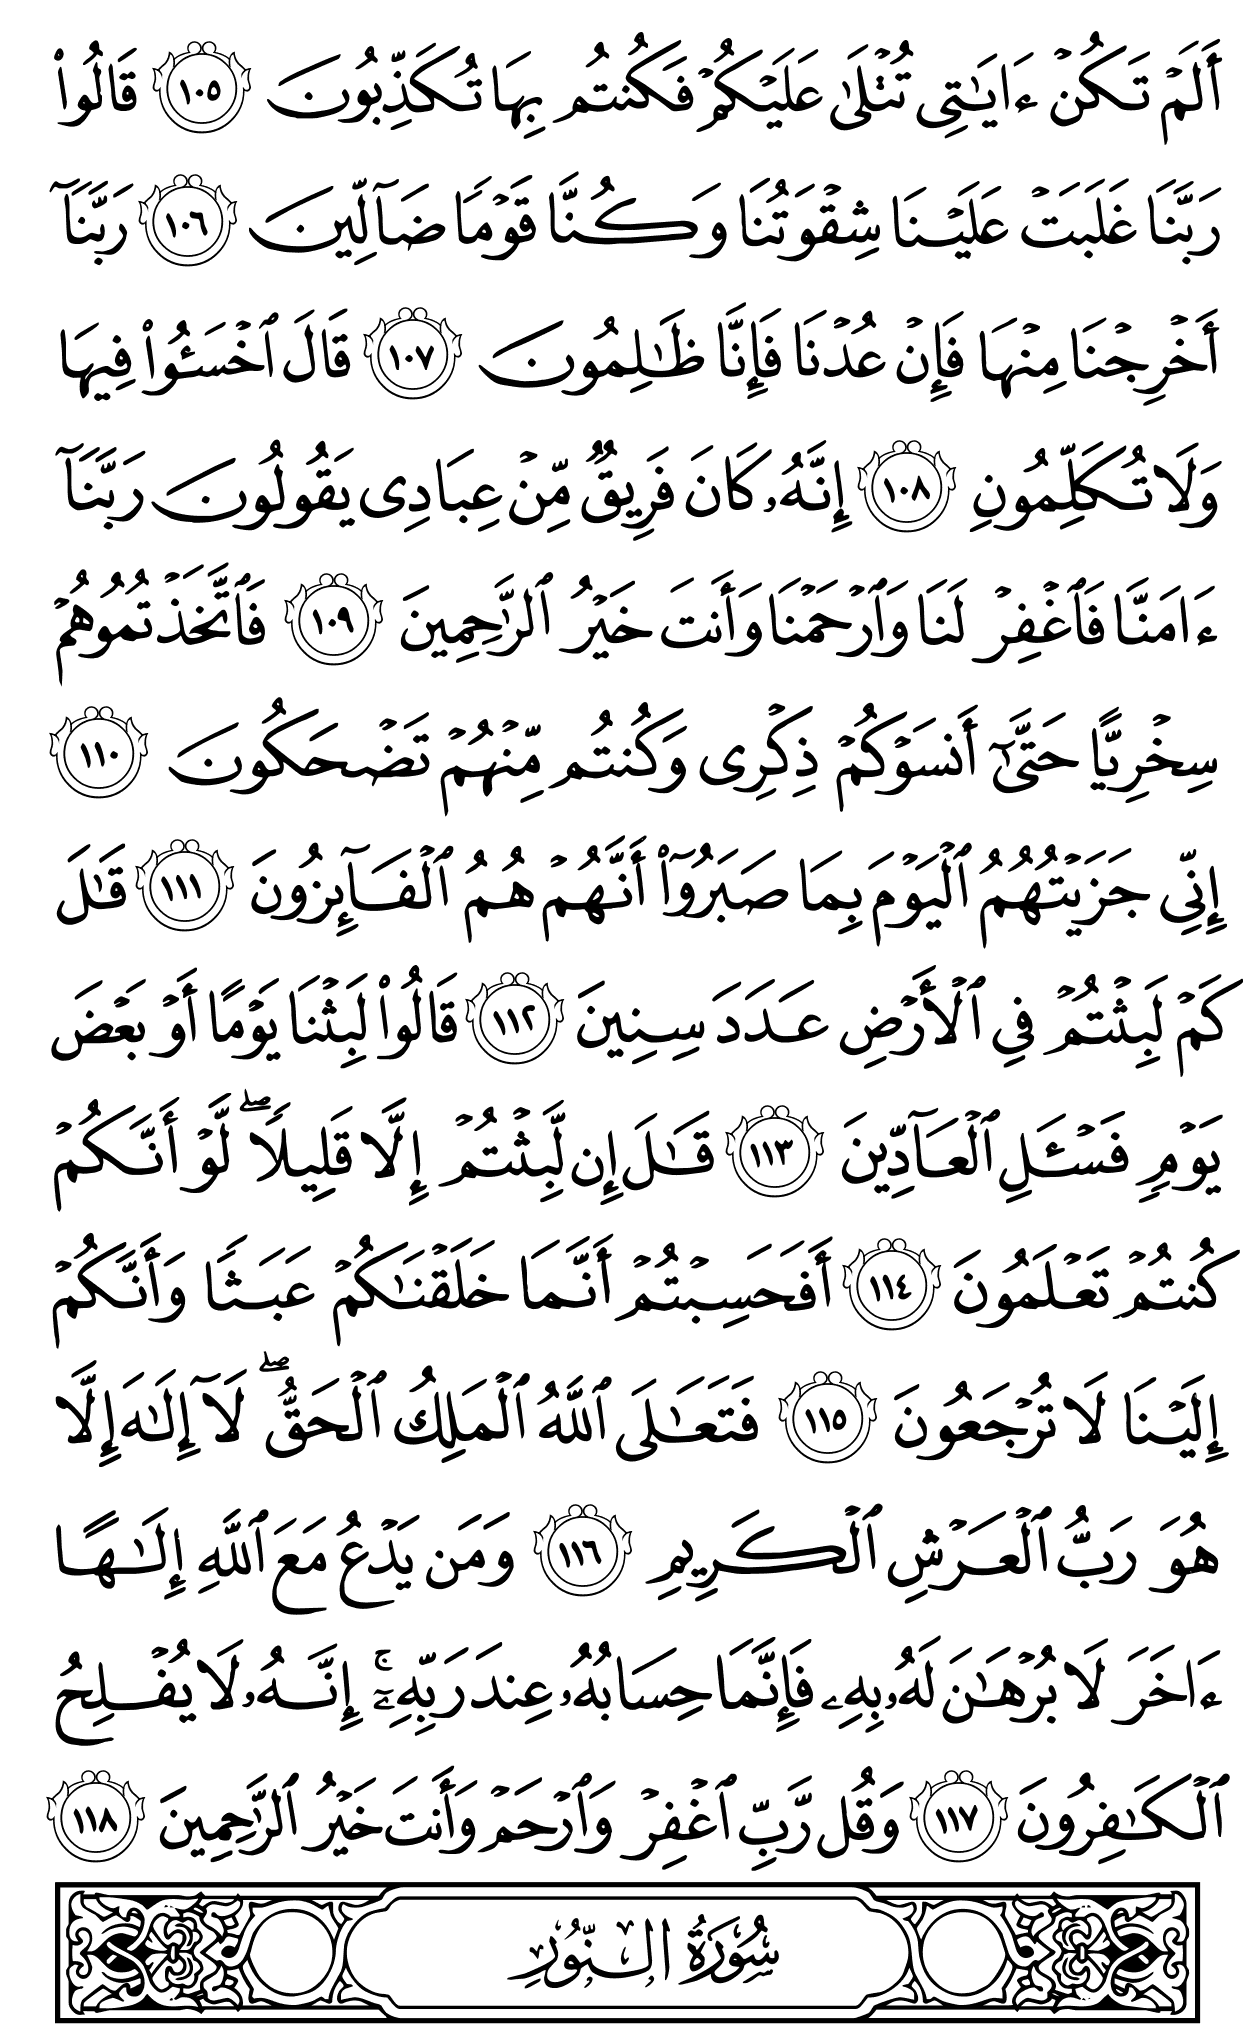 أَلَمْ تَكُنْ ءَايَـٰتِى تُتْلَىٰ عَلَيْكُمْ فَكُنتُم بِهَا تُكَذِّبُونَ ١٠٥ قَالُوا۟
رَبَّنَا غَلَبَتْ عَلَيْنَا شِقْوَتُنَا وَكُنَّا قَوْمًا ضَآلِّينَ ١٠٦ رَبَّنَآ
أَخْرِجْنَا مِنْهَا فَإِنْ عُدْنَا فَإِنَّا ظَـٰلِمُونَ ١٠٧ قَالَ ٱخْسَـُٔوا۟ فِيهَا
وَلَا تُكَلِّمُونِ ١٠٨ إِنَّهُۥ كَانَ فَرِيقٌ مِّنْ عِبَادِى يَقُولُونَ رَبَّنَآ
ءَامَنَّا فَٱغْفِرْ لَنَا وَٱرْحَمْنَا وَأَنتَ خَيْرُ ٱلرَّٰحِمِينَ ١٠٩ فَٱتَّخَذْتُمُوهُمْ
سِخْرِيًّا حَتَّىٰٓ أَنسَوْكُمْ ذِكْرِى وَكُنتُم مِّنْهُمْ تَضْحَكُونَ ١١٠
إِنِّى جَزَيْتُهُمُ ٱلْيَوْمَ بِمَا صَبَرُوٓا۟ أَنَّهُمْ هُمُ ٱلْفَآئِزُونَ ١١١ قَـٰلَ
كَمْ لَبِثْتُمْ فِى ٱلْأَرْضِ عَدَدَ سِنِينَ ١١٢ قَالُوا۟ لَبِثْنَا يَوْمًا أَوْ بَعْضَ
يَوْمٍ فَسْـَٔلِ ٱلْعَآدِّينَ ١١٣ قَـٰلَ إِن لَّبِثْتُمْ إِلَّا قَلِيلًا ۖ لَّوْ أَنَّكُمْ
كُنتُمْ تَعْلَمُونَ ١١٤ أَفَحَسِبْتُمْ أَنَّمَا خَلَقْنَـٰكُمْ عَبَثًا وَأَنَّكُمْ
إِلَيْنَا لَا تُرْجَعُونَ ١١٥ فَتَعَـٰلَى ٱللَّهُ ٱلْمَلِكُ ٱلْحَقُّ ۖ لَآ إِلَـٰهَ إِلَّا
هُوَ رَبُّ ٱلْعَرْشِ ٱلْكَرِيمِ ١١٦ وَمَن يَدْعُ مَعَ ٱللَّهِ إِلَـٰهًا
ءَاخَرَ لَا بُرْهَـٰنَ لَهُۥ بِهِۦ فَإِنَّمَا حِسَابُهُۥ عِندَ رَبِّهِۦٓ ۚ إِنَّهُۥ لَا يُفْلِحُ
ٱلْكَـٰفِرُونَ ١١٧ وَقُل رَّبِّ ٱغْفِرْ وَٱرْحَمْ وَأَنتَ خَيْرُ ٱلرَّٰحِمِينَ ١١٨
سُورَةُ النُّورِ